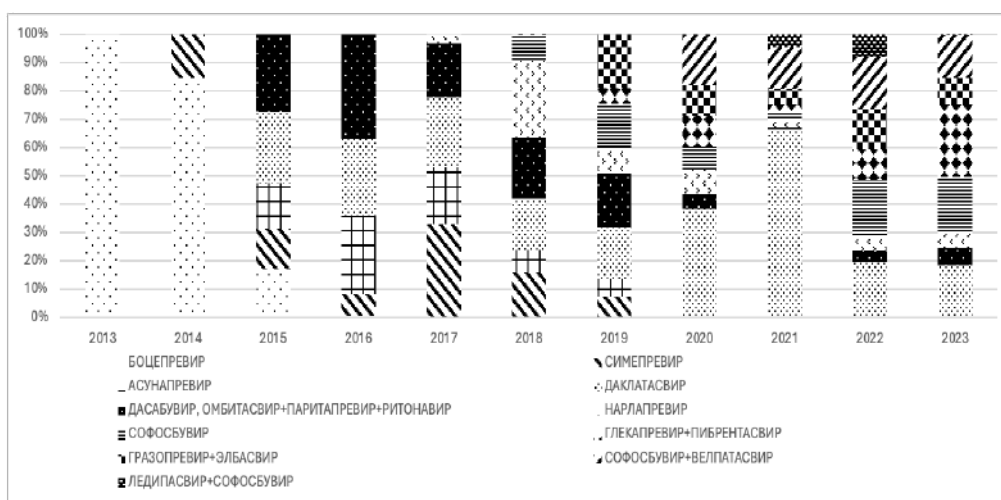 100%
90%
80%
70%
60%
50%
40%
30%
20%
10%
0%
2013 2014 2015 2016 2017 2018 2019 2020 2021 2022 2023
БОЦЕПРЕВИР СИМЕПРЕВИР
АСУНАПРЕВИР ДАКЛАТАСВИР
ДАСАБУВИР, ОМБИТАСВИР+ПАРИТАПРЕВИР+РИТОНАВИР НАРЛАПРЕВИР
СОФОСБУВИР ГЛЕКАПРЕВИР+ПИБРЕНТАСВИР
ГРАЗОПРЕВИР+ЭЛБАСВИР СОФОСБУВИР+ВЕЛПАТАСВИР
ЛЕДИПАСВИР+СОФОСБУВИР